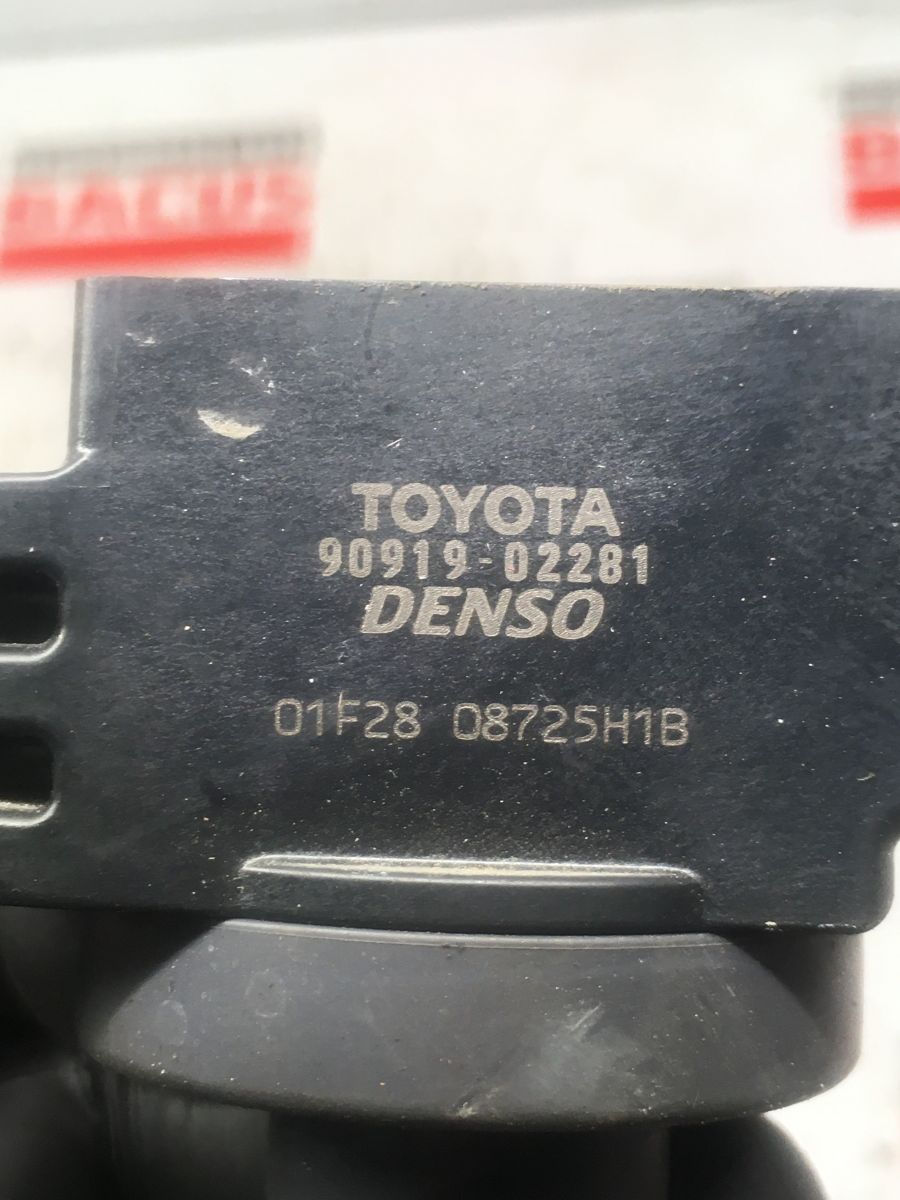 TOYOTA
90919-02281
DENSO
01F28 08725H1B